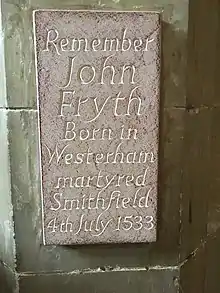 Remember
John
Fryth
Born in
Westerham
martyred
Smithfield
4th July 1533